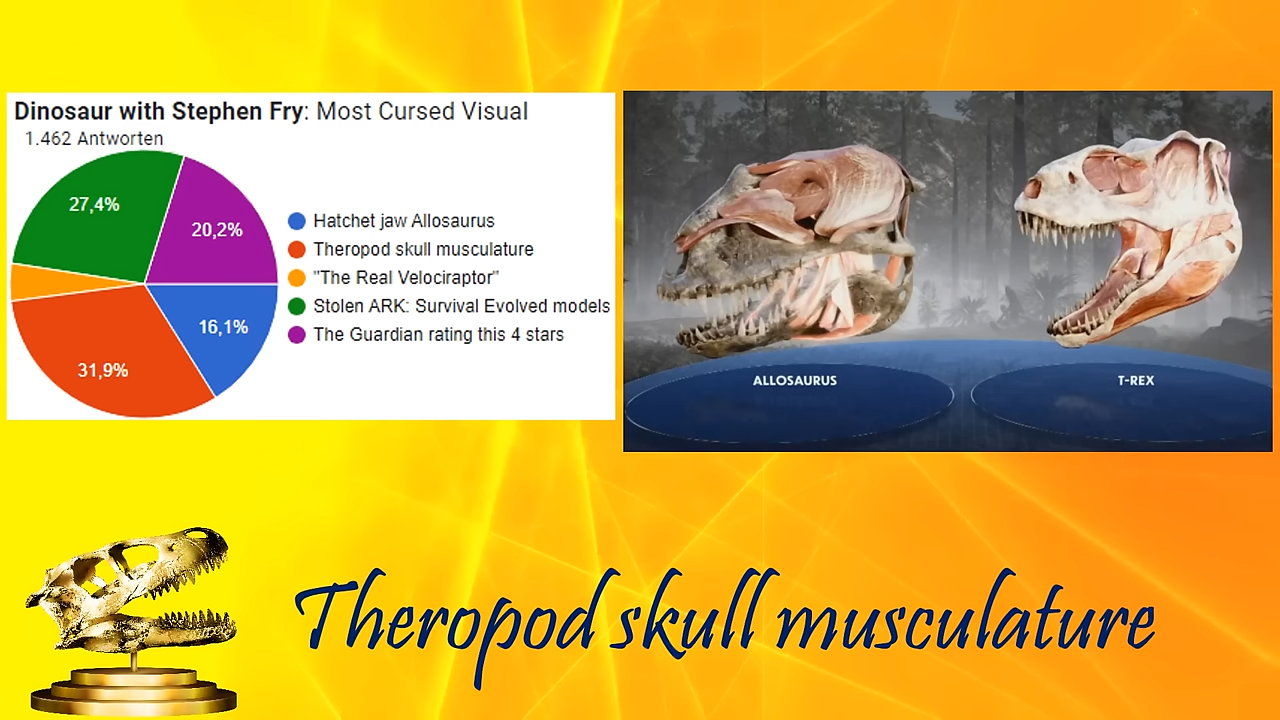 Dinosaur with Stephen Fry: Most Cursed Visual
1.462 Antworten
27,4%
20,2%
16,1%
31,9%
Hatchet jaw Allosaurus
Theropod skull musculature
"The Real Velociraptor"
Stolen ARK: Survival Evolved models
The Guardian rating this 4 stars
ALLOSAURUS
T-REX
Theropod skull musculature